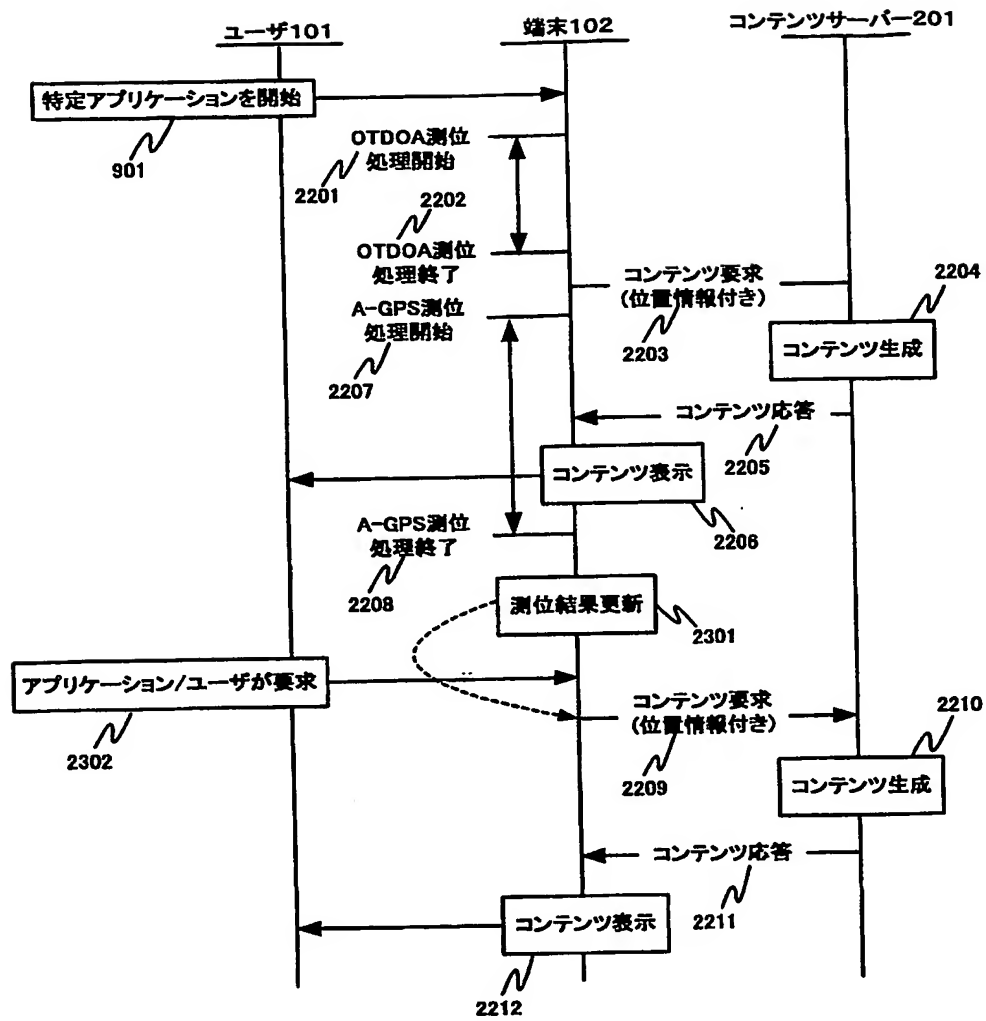 ユーザ101
端末102
コンテンツサーバー201
特定アプリケーションを開始
901
OTDOA測位
処理開始
2201
2202
OTDOA測位
処理終了
コンテンツ要求
(位置情報付き)
2203
2204
コンテンツ生成
A-GPS測位
処理開始
2207
コンテンツ応答
2205
コンテンツ表示
2206
A-GPS測位
処理終了
2208
測位結果更新
2301
アプリケーション/ユーザが要求
2302
コンテンツ要求
(位置情報付き)
2209
2210
コンテンツ生成
コンテンツ応答
2211
コンテンツ表示
2212